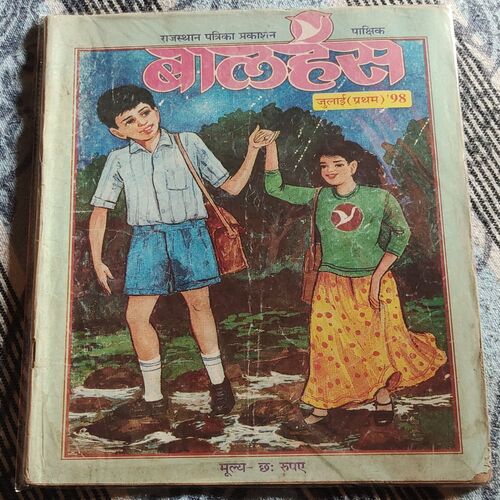 राजस्थान पत्रिका प्रकाशन पाक्षिक
बालहंस
जुलाई (प्रथम) '98
मूल्य- छः रुपए